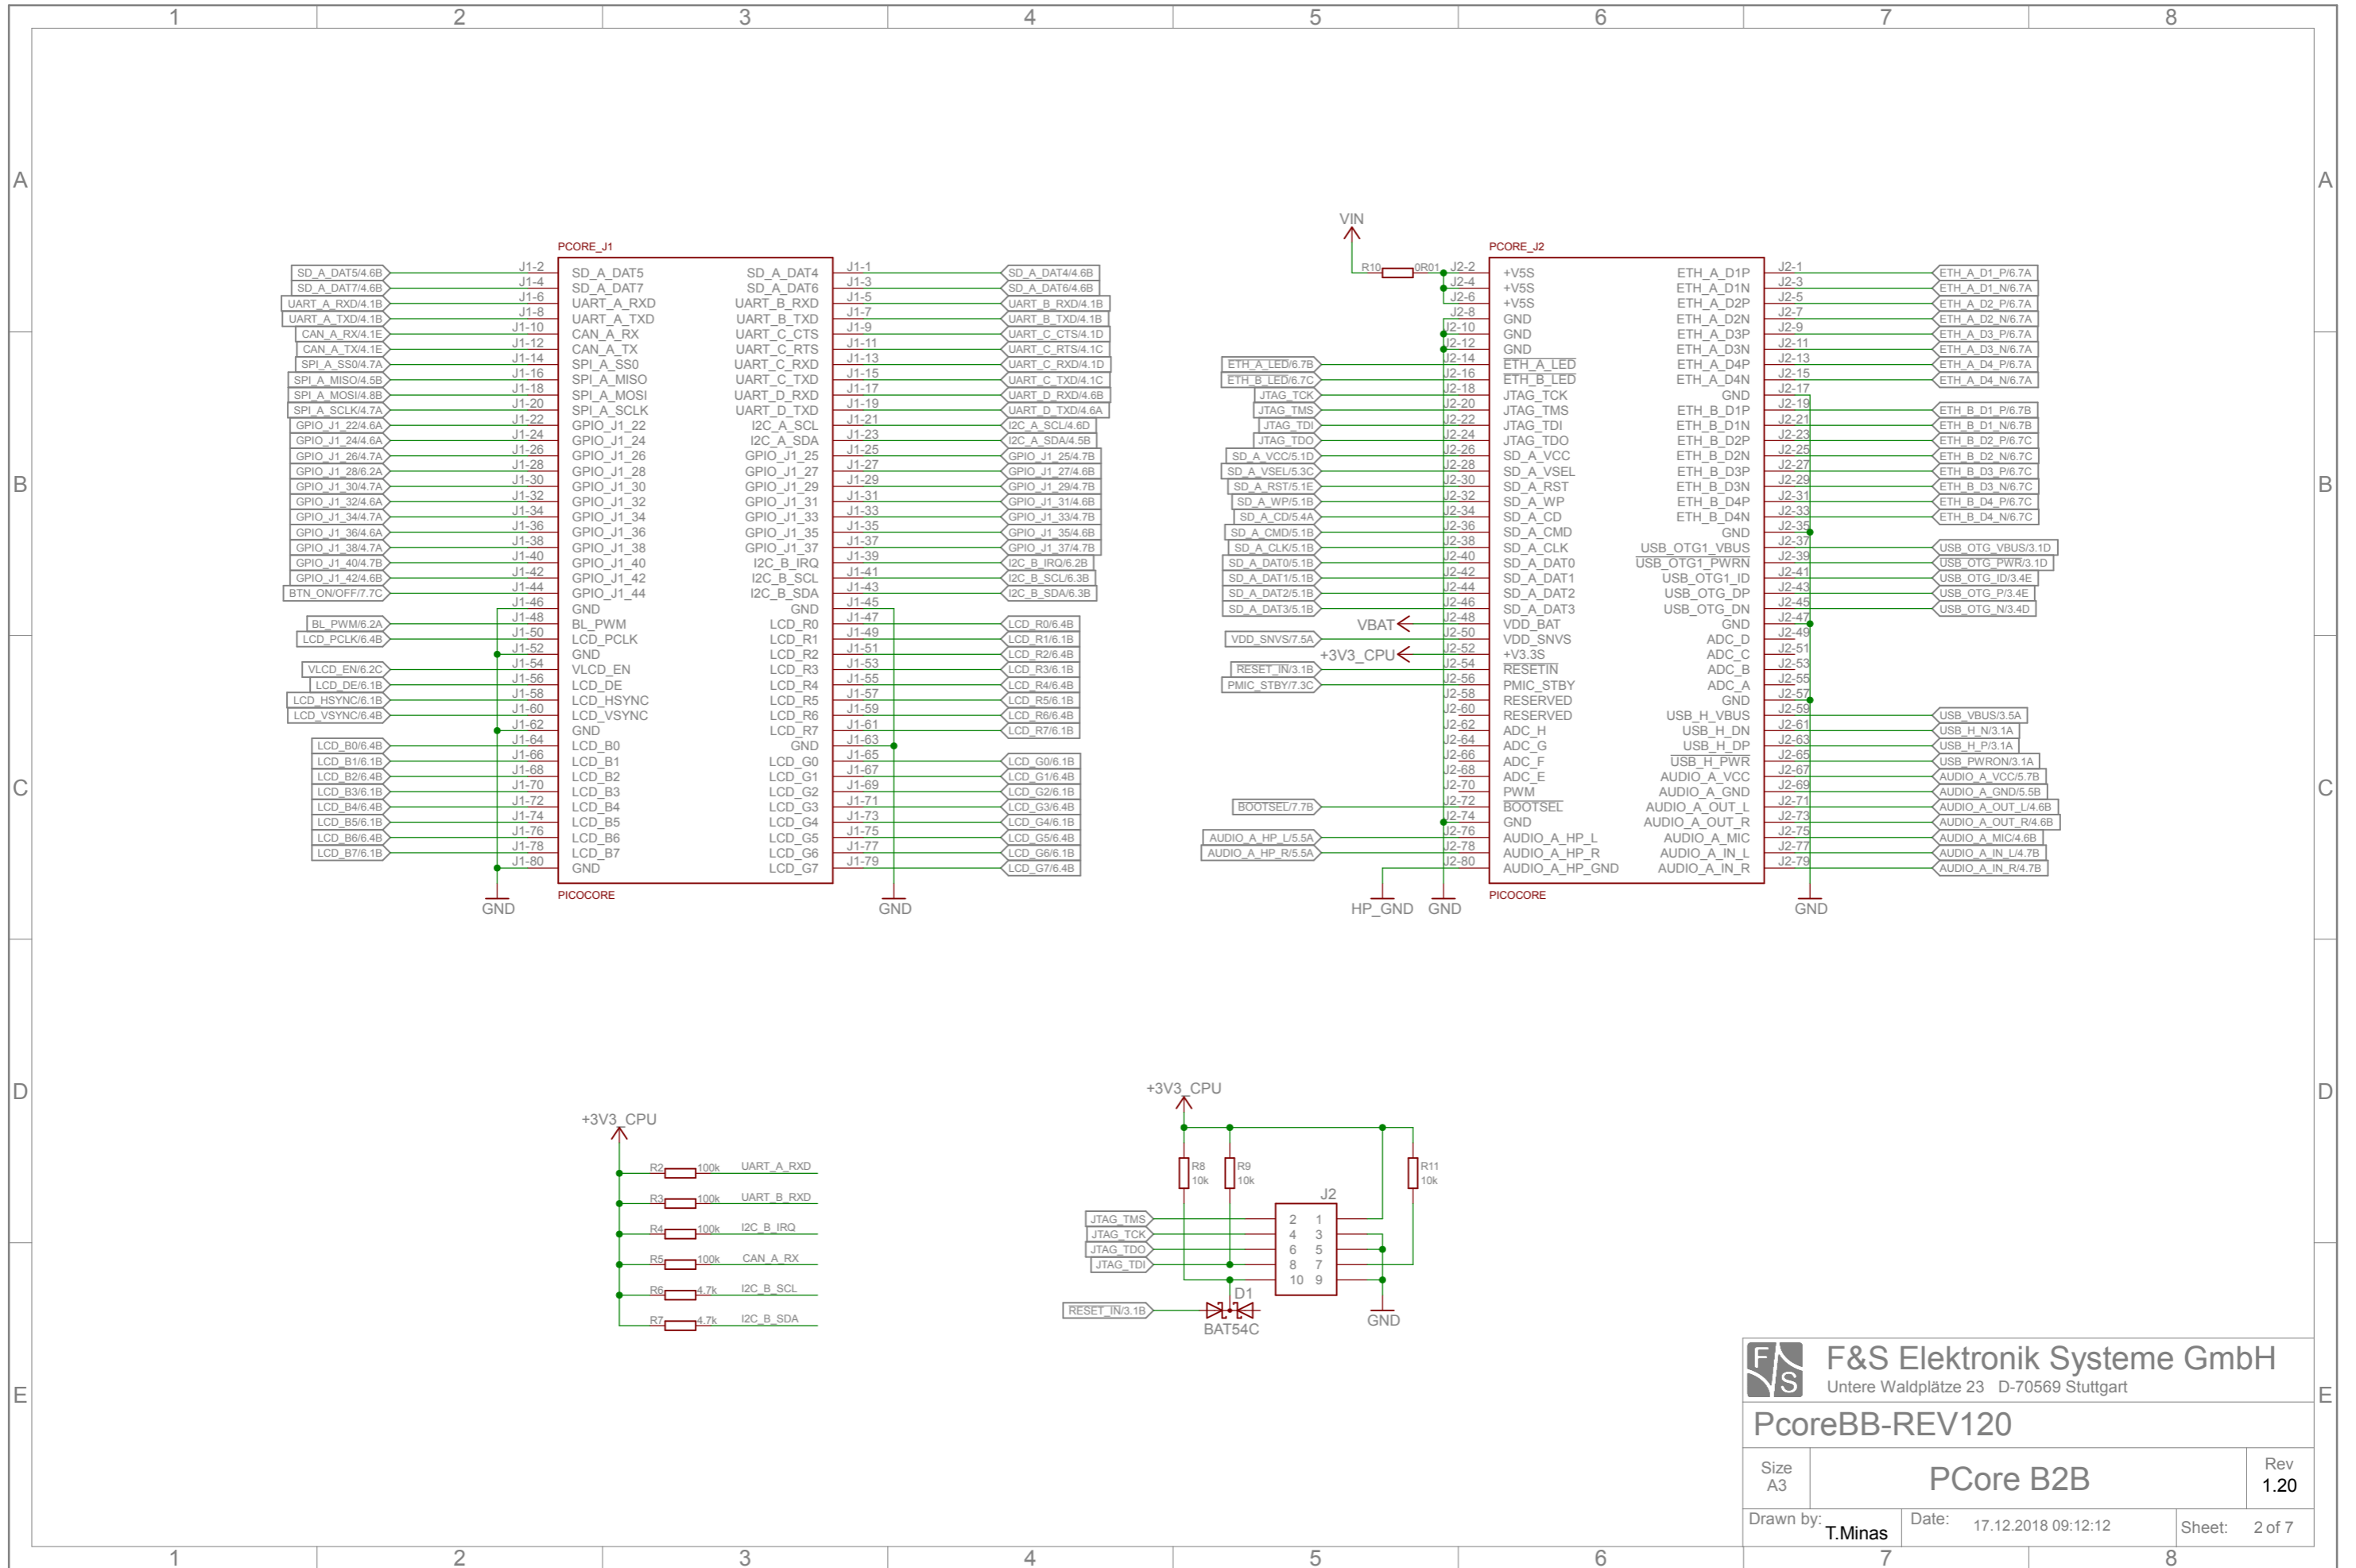 1 2 3 4 5 6 7 8
A A
B B
C C
D D
E E
PCORE_J1
SD_A_DAT5/4.6B J1-2 SD_A_DAT5 SD_A_DAT4 J1-1 SD_A_DAT4/4.6B
SD_A_DAT7/4.6B J1-4 SD_A_DAT7 SD_A_DAT6 J1-3 SD_A_DAT6/4.6B
UART_A_RXD/4.1B J1-6 UART_A_RXD UART_B_RXD J1-5 UART_B_RXD/4.1B
UART_A_TXD/4.1B J1-8 UART_A_TXD UART_B_TXD J1-7 UART_B_TXD/4.1B
CAN_A_RX/4.1E J1-10 CAN_A_RX UART_C_CTS J1-9 UART_C_CTS/4.1D
CAN_A_TX/4.1E J1-12 CAN_A_TX UART_C_RTS J1-11 UART_C_RTS/4.1C
SPI_A_SS0/4.7A J1-14 SPI_A_SS0 UART_C_RXD J1-13 UART_C_RXD/4.1D
SPI_A_MISO/4.5B J1-16 SPI_A_MISO UART_C_TXD J1-15 UART_C_TXD/4.1C
SPI_A_MOSI/4.8B J1-18 SPI_A_MOSI UART_D_RXD J1-17 UART_D_RXD/4.6B
SPI_A_SCLK/4.7A J1-20 SPI_A_SCLK UART_D_TXD J1-19 UART_D_TXD/4.6A
GPIO_J1_22/4.6A J1-22 GPIO_J1_22 I2C_A_SCL J1-21 I2C_A_SCL/4.6D
GPIO_J1_24/4.6A J1-24 GPIO_J1_24 I2C_A_SDA J1-23 I2C_A_SDA/4.5B
GPIO_J1_26/4.7A J1-26 GPIO_J1_26 GPIO_J1_25 J1-25 GPIO_J1_25/4.7B
GPIO_J1_28/6.2A J1-28 GPIO_J1_28 GPIO_J1_27 J1-27 GPIO_J1_27/4.6B
GPIO_J1_30/4.7A J1-30 GPIO_J1_30 GPIO_J1_29 J1-29 GPIO_J1_29/4.7B
GPIO_J1_32/4.6A J1-32 GPIO_J1_32 GPIO_J1_31 J1-31 GPIO_J1_31/4.6B
GPIO_J1_34/4.7A J1-34 GPIO_J1_34 GPIO_J1_33 J1-33 GPIO_J1_33/4.7B
GPIO_J1_36/4.6A J1-36 GPIO_J1_36 GPIO_J1_35 J1-35 GPIO_J1_35/4.6B
GPIO_J1_38/4.7A J1-38 GPIO_J1_38 GPIO_J1_37 J1-37 GPIO_J1_37/4.7B
GPIO_J1_40/4.7B J1-40 GPIO_J1_40 I2C_B_IRQ J1-39 I2C_B_IRQ/6.2B
GPIO_J1_42/4.6B J1-42 GPIO_J1_42 I2C_B_SCL J1-41 I2C_B_SCL/6.3B
BTN_ON/OFF/7.7C J1-44 GPIO_J1_44 I2C_B_SDA J1-43 I2C_B_SDA/6.3B
J1-46 GND GND J1-45
BL_PWM/6.2A J1-48 BL_PWM LCD_R0 J1-47 LCD_R0/6.4B
LCD_PCLK/6.4B J1-50 LCD_PCLK LCD_R1 J1-49 LCD_R1/6.1B
J1-52 GND LCD_R2 J1-51 LCD_R2/6.4B
VLCD_EN/6.2C J1-54 VLCD_EN LCD_R3 J1-53 LCD_R3/6.1B
LCD_DE/6.1B J1-56 LCD_DE LCD_R4 J1-55 LCD_R4/6.4B
LCD_HSYNC/6.1B J1-58 LCD_HSYNC LCD_R5 J1-57 LCD_R5/6.1B
LCD_VSYNC/6.4B J1-60 LCD_VSYNC LCD_R6 J1-59 LCD_R6/6.4B
J1-62 GND LCD_R7 J1-61 LCD_R7/6.1B
LCD_B0/6.4B J1-64 LCD_B0 GND J1-63
LCD_B1/6.1B J1-66 LCD_B1 LCD_G0 J1-65 LCD_G0/6.1B
LCD_B2/6.4B J1-68 LCD_B2 LCD_G1 J1-67 LCD_G1/6.4B
LCD_B3/6.1B J1-70 LCD_B3 LCD_G2 J1-69 LCD_G2/6.1B
LCD_B4/6.4B J1-72 LCD_B4 LCD_G3 J1-71 LCD_G3/6.4B
LCD_B5/6.1B J1-74 LCD_B5 LCD_G4 J1-73 LCD_G4/6.1B
LCD_B6/6.4B J1-76 LCD_B6 LCD_G5 J1-75 LCD_G5/6.4B
LCD_B7/6.1B J1-78 LCD_B7 LCD_G6 J1-77 LCD_G6/6.1B
J1-80 GND LCD_G7 J1-79 LCD_G7/6.4B
PICOCORE
GND GND
VIN
PCORE_J2
R10 0R01 J2-2 +V5S ETH_A_D1P J2-1 ETH_A_D1_P/6.7A
J2-4 +V5S ETH_A_D1N J2-3 ETH_A_D1_N/6.7A
J2-6 +V5S ETH_A_D2P J2-5 ETH_A_D2_P/6.7A
J2-8 GND ETH_A_D2N J2-7 ETH_A_D2_N/6.7A
J2-10 GND ETH_A_D3P J2-9 ETH_A_D3_P/6.7A
J2-12 GND ETH_A_D3N J2-11 ETH_A_D3_N/6.7A
ETH_A_LED/6.7B J2-14 ETH_A_LED ETH_A_D4P J2-13 ETH_A_D4_P/6.7A
ETH_B_LED/6.7C J2-16 ETH_B_LED ETH_A_D4N J2-15 ETH_A_D4_N/6.7A
JTAG_TCK J2-18 JTAG_TCK GND J2-17
JTAG_TMS J2-20 JTAG_TMS ETH_B_D1P J2-19 ETH_B_D1_P/6.7B
JTAG_TDI J2-22 JTAG_TDI ETH_B_D1N J2-21 ETH_B_D1_N/6.7B
JTAG_TDO J2-24 JTAG_TDO ETH_B_D2P J2-23 ETH_B_D2_P/6.7C
SD_A_VCC/5.1D J2-26 SD_A_VCC ETH_B_D2N J2-25 ETH_B_D2_N/6.7C
SD_A_VSEL/5.3C J2-28 SD_A_VSEL ETH_B_D3P J2-27 ETH_B_D3_P/6.7C
SD_A_RST/5.1E J2-30 SD_A_RST ETH_B_D3N J2-29 ETH_B_D3_N/6.7C
SD_A_WP/5.1B J2-32 SD_A_WP ETH_B_D4P J2-31 ETH_B_D4_P/6.7C
SD_A_CD/5.4A J2-34 SD_A_CD ETH_B_D4N J2-33 ETH_B_D4_N/6.7C
SD_A_CMD/5.1B J2-36 SD_A_CMD GND J2-35
SD_A_CLK/5.1B J2-38 SD_A_CLK USB_OTG1_VBUS J2-37 USB_OTG_VBUS/3.1D
SD_A_DAT0/5.1B J2-40 SD_A_DAT0 USB_OTG1_PWRN J2-39 USB_OTG_PWR/3.1D
SD_A_DAT1/5.1B J2-42 SD_A_DAT1 USB_OTG1_ID J2-41 USB_OTG_ID/3.4E
SD_A_DAT2/5.1B J2-44 SD_A_DAT2 USB_OTG_DP J2-43 USB_OTG_P/3.4E
SD_A_DAT3/5.1B J2-46 SD_A_DAT3 USB_OTG_DN J2-45 USB_OTG_N/3.4D
VBAT J2-48 VDD_BAT GND J2-47
VDD_SNVS/7.5A J2-50 VDD_SNVS ADC_D J2-49
+3V3_CPU J2-52 +V3.3S ADC_C J2-51
RESET_IN/3.1B J2-54 RESETIN ADC_B J2-53
PMIC_STBY/7.3C J2-56 PMIC_STBY ADC_A J2-55
J2-58 RESERVED GND J2-57
J2-60 RESERVED USB_H_VBUS J2-59 USB_VBUS/3.5A
J2-62 ADC_H USB_H_DN J2-61 USB_H_N/3.1A
J2-64 ADC_G USB_H_DP J2-63 USB_H_P/3.1A
J2-66 ADC_F USB_H_PWR J2-65 USB_PWRON/3.1A
J2-68 ADC_E AUDIO_A_VCC J2-67 AUDIO_A_VCC/5.7B
J2-70 PWM AUDIO_A_GND J2-69 AUDIO_A_GND/5.5B
BOOTSEL/7.7B J2-72 BOOTSEL AUDIO_A_OUT_L J2-71 AUDIO_A_OUT_L/4.6B
J2-74 GND AUDIO_A_OUT_R J2-73 AUDIO_A_OUT_R/4.6B
AUDIO_A_HP_L/5.5A J2-76 AUDIO_A_HP_L AUDIO_A_MIC J2-75 AUDIO_A_MIC/4.6B
AUDIO_A_HP_R/5.5A J2-78 AUDIO_A_HP_R AUDIO_A_IN_L J2-77 AUDIO_A_IN_L/4.7B
J2-80 AUDIO_A_HP_GND AUDIO_A_IN_R J2-79 AUDIO_A_IN_R/4.7B
PICOCORE
HP_GND GND GND
+3V3_CPU
R2 100k UART_A_RXD
R3 100k UART_B_RXD
R4 100k I2C_B_IRQ
R5 100k CAN_A_RX
R6 4.7k I2C_B_SCL
R7 4.7k I2C_B_SDA
+3V3_CPU
R8 R9 R11
10k 10k 10k
J2
JTAG_TMS 2 1
JTAG_TCK 4 3
JTAG_TDO 6 5
JTAG_TDI 8 7
10 9
D1
RESET_IN/3.1B
BAT54C
GND
F S
F&S Elektronik Systeme GmbH
Untere Waldplätze 23 D-70569 Stuttgart
PcoreBB-REV120
Size A3
PCore B2B
Rev 1.20
Drawn by: T.Minas
Date: 17.12.2018 09:12:12
Sheet: 2 of 7
1 2 3 4 5 6 7 8